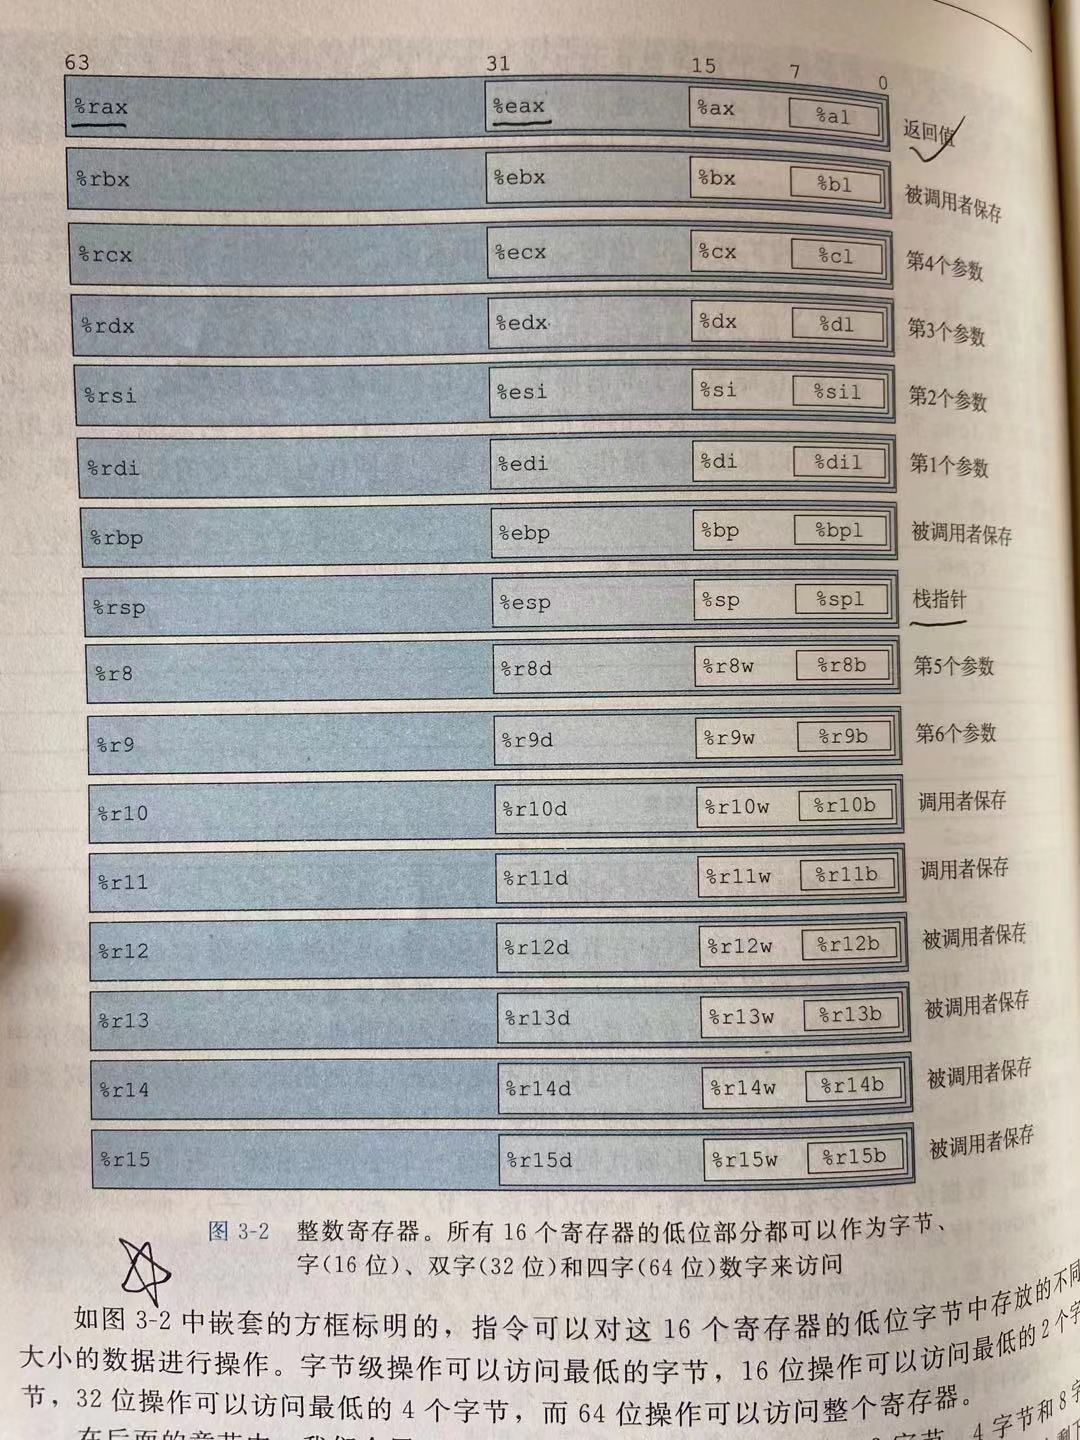 63 31 15 7 0
%rax %eax %ax %al 返回值
%rbx %ebx %bx %bl 被调用者保存
%rcx %ecx %cx %cl 第4个参数
%rdx %edx %dx %dl 第3个参数
%rsi %esi %si %sil 第2个参数
%rdi %edi %di %dil 第1个参数
%rbp %ebp %bp %bpl 被调用者保存
%rsp %esp %sp %spl 栈指针
%r8 %r8d %r8w %r8b 第5个参数
%r9 %r9d %r9w %r9b 第6个参数
%r10 %r10d %r10w %r10b 调用者保存
%r11 %r11d %r11w %r11b 调用者保存
%r12 %r12d %r12w %r12b 被调用者保存
%r13 %r13d %r13w %r13b 被调用者保存
%r14 %r14d %r14w %r14b 被调用者保存
%r15 %r15d %r15w %r15b 被调用者保存
图 3-2 整数寄存器。所有 16 个寄存器的低位部分都可以作为字节、
字(16 位)、双字(32 位)和四字(64 位)数字来访问
如图 3-2 中嵌套的方框标明的，指令可以对这 16 个寄存器的低位字节中存放的不同
大小的数据进行操作。字节级操作可以访问最低的字节，16 位操作可以访问最低的 2 个字
节，32 位操作可以访问最低的 4 个字节，而 64 位操作可以访问整个寄存器。
字节、4 字节和 8 字